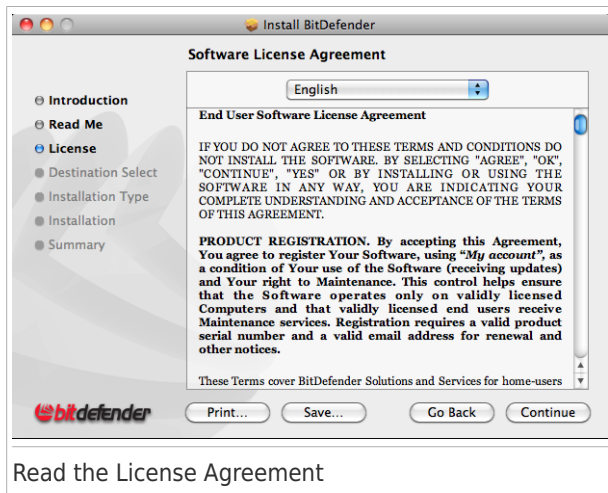 Install BitDefender
Software License Agreement
Introduction
Read Me
License
Destination Select
Installation Type
Installation
Summary
English
End User Software License Agreement
IF YOU DO NOT AGREE TO THESE TERMS AND CONDITIONS DO
NOT INSTALL THE SOFTWARE. BY SELECTING "AGREE", "OK",
"CONTINUE", "YES" OR BY INSTALLING OR USING THE
SOFTWARE IN ANY WAY, YOU ARE INDICATING YOUR
COMPLETE UNDERSTANDING AND ACCEPTANCE OF THE TERMS
OF THIS AGREEMENT.
PRODUCT REGISTRATION. By accepting this Agreement,
You agree to register Your Software, using "My account", as
a condition of Your use of the Software (receiving updates)
and Your right to Maintenance. This control helps ensure
that the Software operates only on validly licensed
Computers and that validly licensed end users receive
Maintenance services. Registration requires a valid product
serial number and a valid email address for renewal and
other notices.
These Terms cover BitDefender Solutions and Services for home-users
bitdefender
Print...
Save...
Go Back
Continue
Read the License Agreement